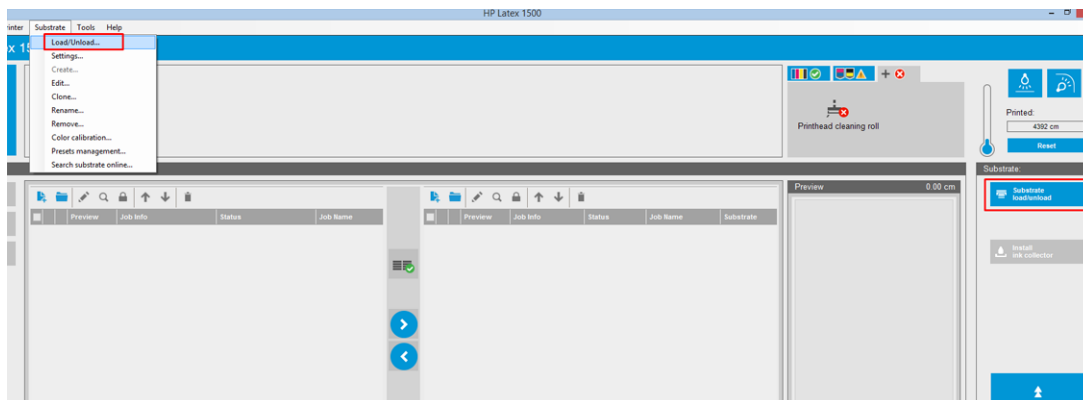 HP Latex 1500
inter Substrate Tools Help
x 1
Load/Unload...
Settings...
Create...
Edit...
Clone...
Rename...
Remove...
Color calibration...
Presets management...
Search substrate online...
Printhead cleaning roll
Printed:
4392 cm
Reset
Substrate:
Substrate
load/unload
Install
ink collector
Preview Job Info Status Job Name
Preview Job Info Status Job Name Substrate
Preview 0.00 cm